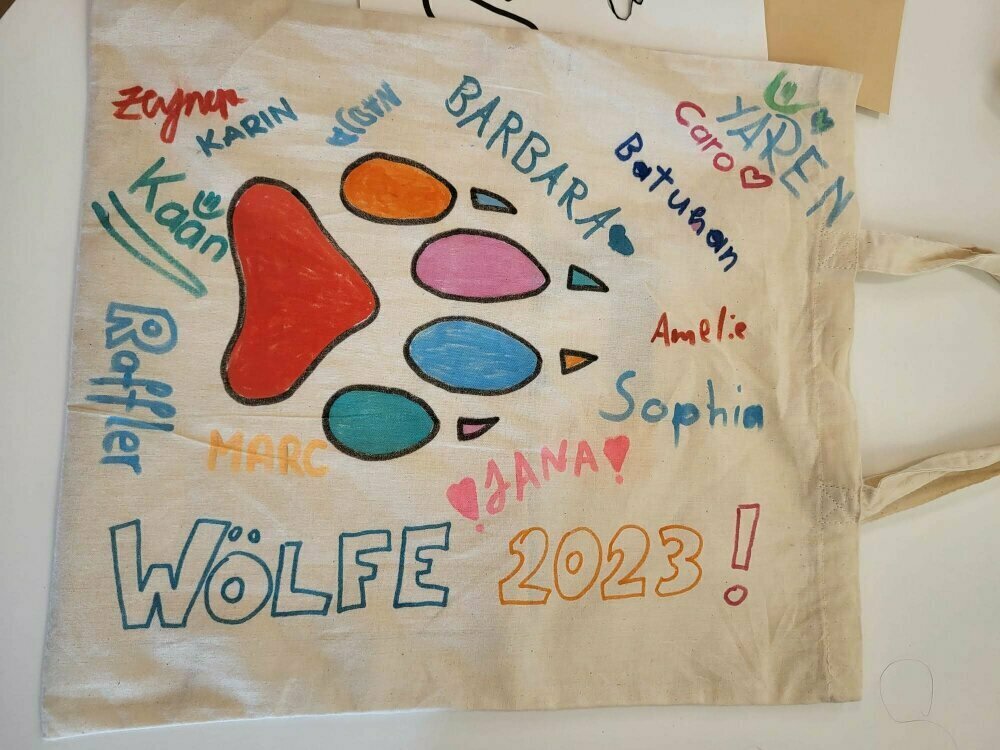 Zeynep
KARIN
BARBARA
Caro
YAREN
Batuhan
Kaan
Amelie
Raffler
Sophia
MARC
JANA
WÖLFE 2023!